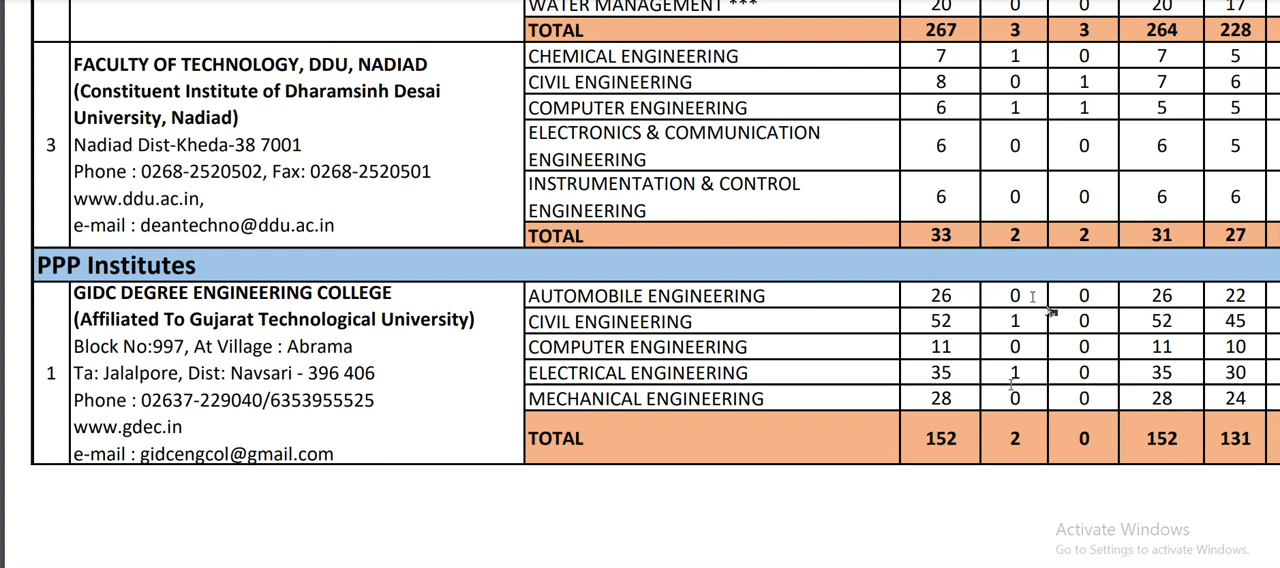 WATER MANAGEMENT *** 20 0 0 20 17
TOTAL 267 3 3 264 228
3
FACULTY OF TECHNOLOGY, DDU, NADIAD
(Constituent Institute of Dharamsinh Desai
University, Nadiad)
Nadiad Dist-Kheda-38 7001
Phone : 0268-2520502, Fax: 0268-2520501
www.ddu.ac.in,
e-mail : deantechno@ddu.ac.in
CHEMICAL ENGINEERING 7 1 0 7 5
CIVIL ENGINEERING 8 0 1 7 6
COMPUTER ENGINEERING 6 1 1 5 5
ELECTRONICS & COMMUNICATION
ENGINEERING 6 0 0 6 5
INSTRUMENTATION & CONTROL
ENGINEERING 6 0 0 6 6
TOTAL 33 2 2 31 27
PPP Institutes
1
GIDC DEGREE ENGINEERING COLLEGE
(Affiliated To Gujarat Technological University)
Block No:997, At Village : Abrama
Ta: Jalalpore, Dist: Navsari - 396 406
Phone : 02637-229040/6353955525
www.gdec.in
e-mail : gidcengcol@gmail.com
AUTOMOBILE ENGINEERING 26 0 0 26 22
CIVIL ENGINEERING 52 1 0 52 45
COMPUTER ENGINEERING 11 0 0 11 10
ELECTRICAL ENGINEERING 35 1 0 35 30
MECHANICAL ENGINEERING 28 0 0 28 24
TOTAL 152 2 0 152 131
Activate Windows
Go to Settings to activate Windows.